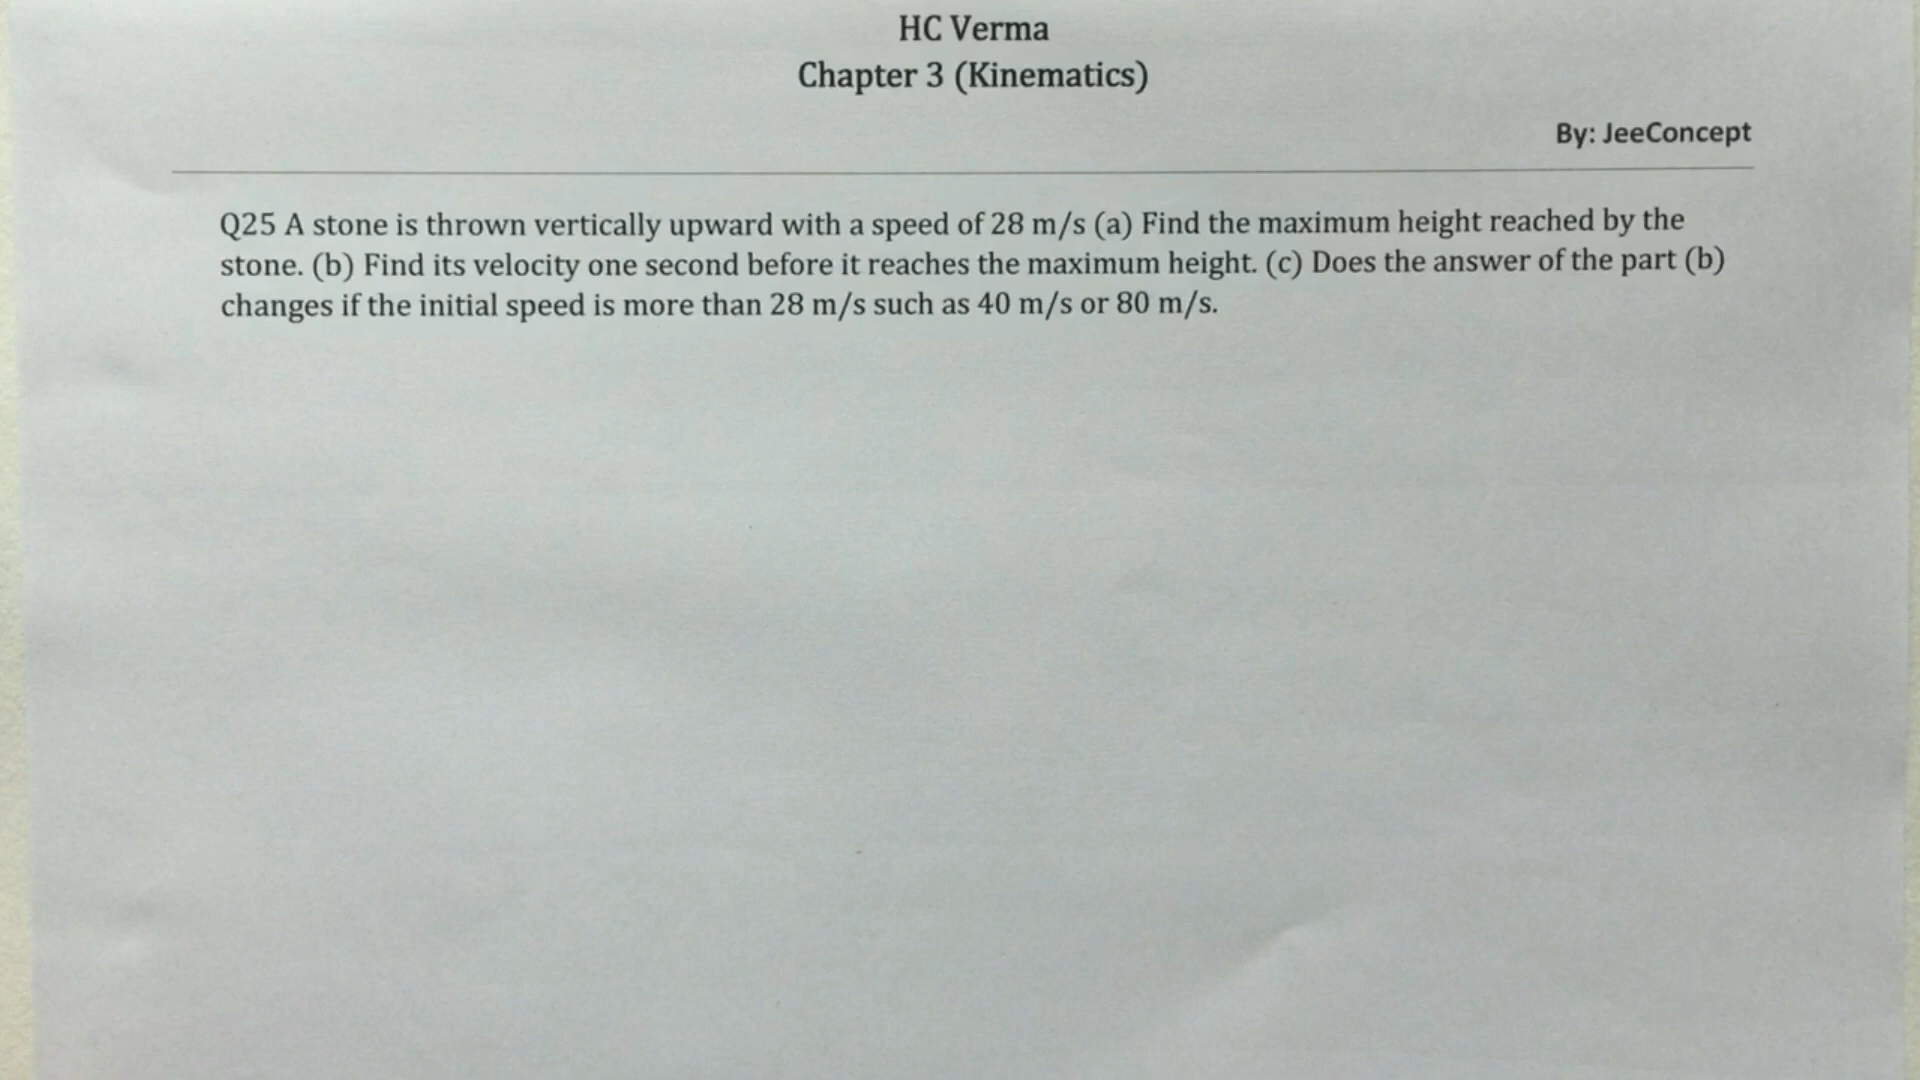 HC Verma
Chapter 3 (Kinematics)
By: JeeConcept
Q25 A stone is thrown vertically upward with a speed of 28 m/s (a) Find the maximum height reached by the
stone. (b) Find its velocity one second before it reaches the maximum height. (c) Does the answer of the part (b)
changes if the initial speed is more than 28 m/s such as 40 m/s or 80 m/s.